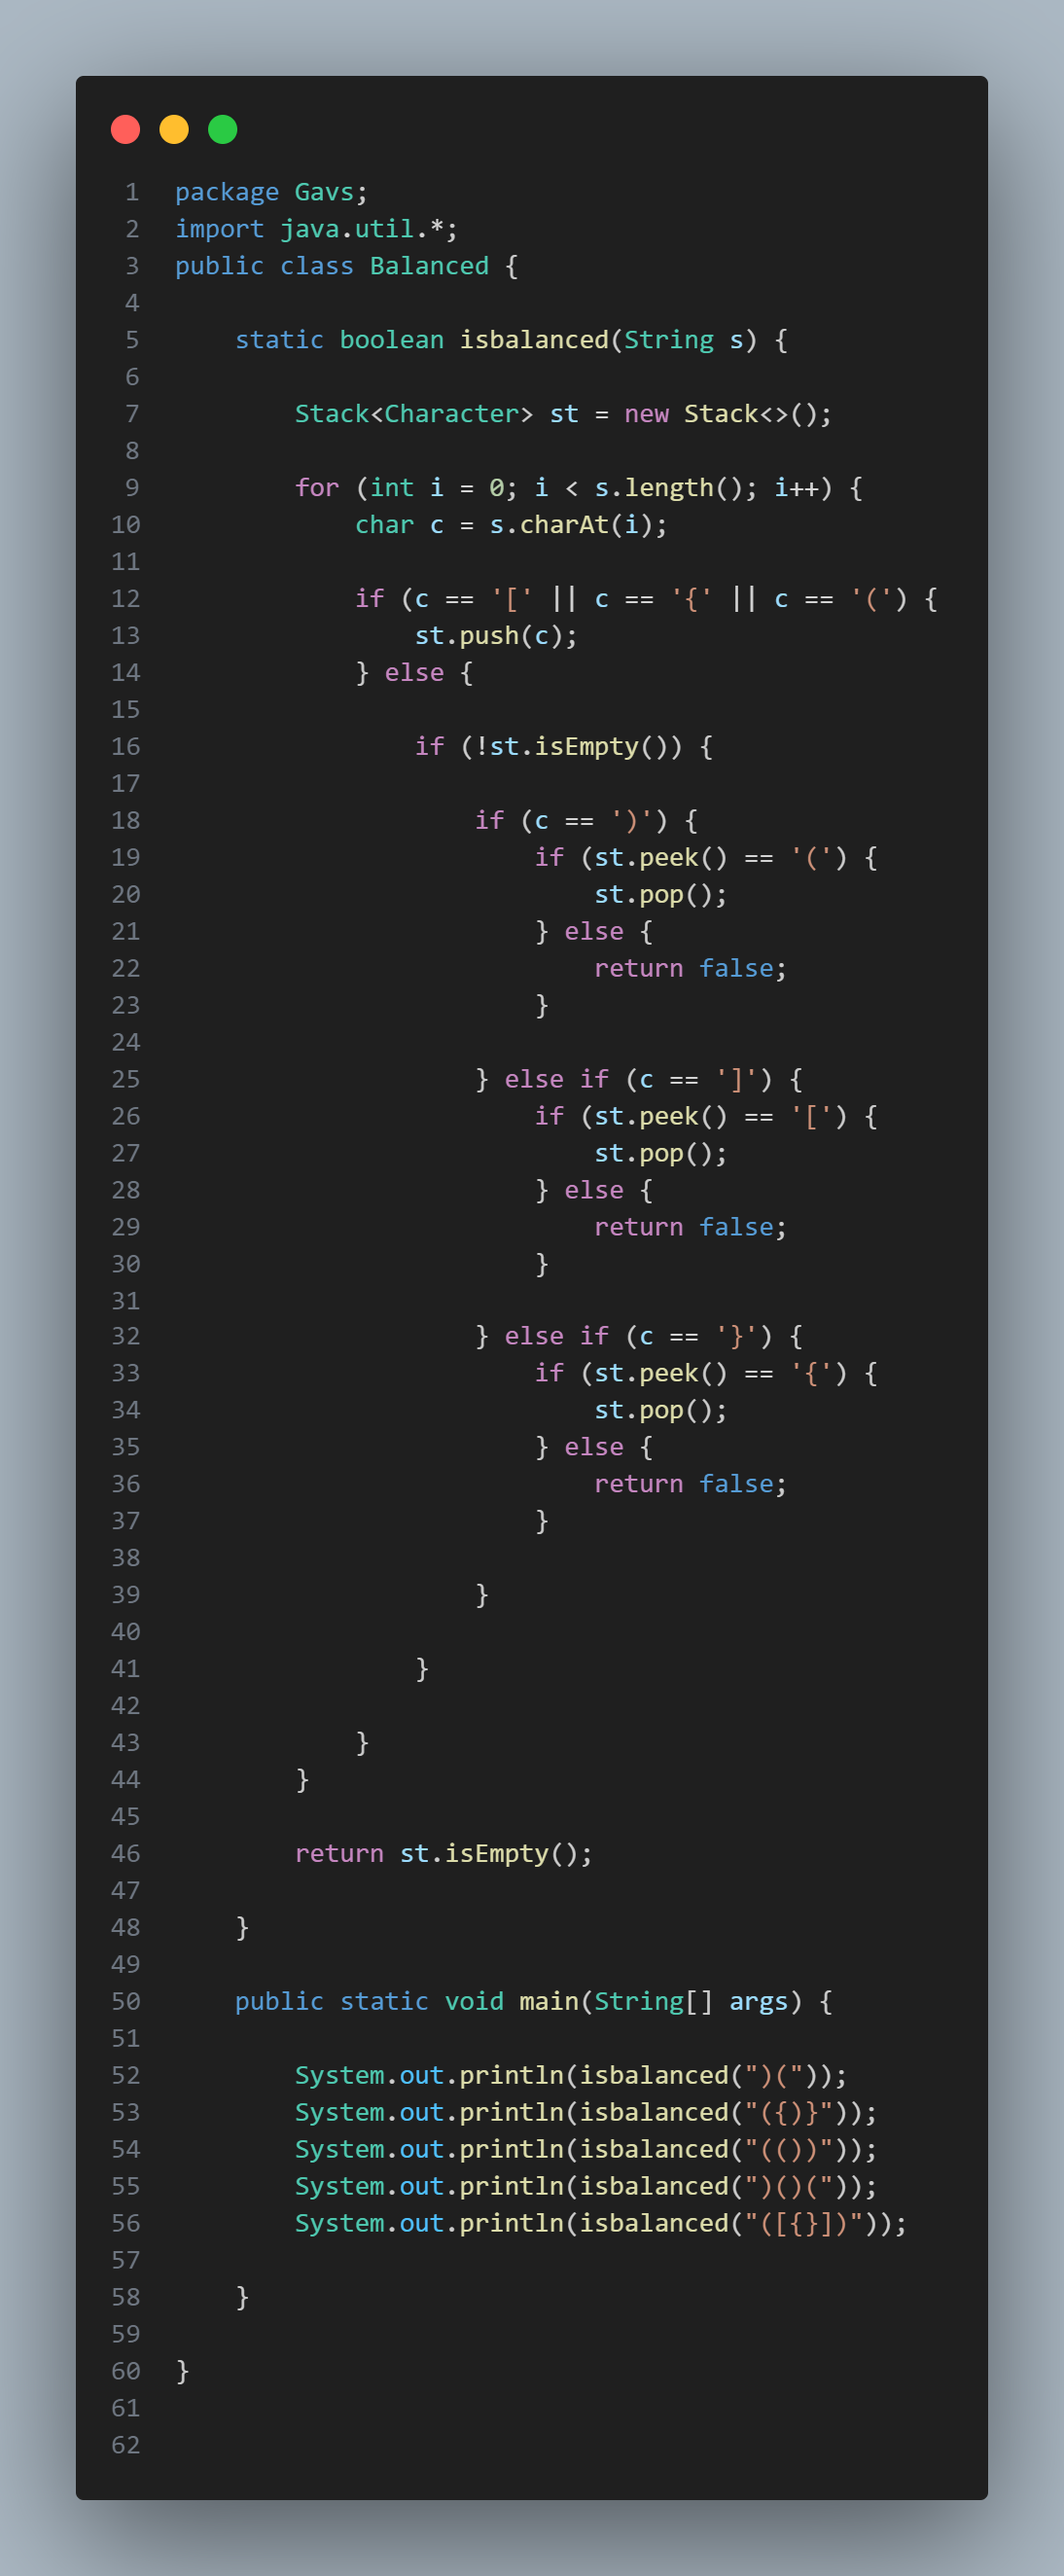 1 package Gavs;
2 import java.util.*;
3 public class Balanced {
4
5     static boolean isbalanced(String s) {
6
7         Stack<Character> st = new Stack<>();
8
9         for (int i = 0; i < s.length(); i++) {
10             char c = s.charAt(i);
11
12             if (c == '[' || c == '{' || c == '(') {
13                 st.push(c);
14             } else {
15
16                 if (!st.isEmpty()) {
17
18                     if (c == ')') {
19                         if (st.peek() == '(') {
20                             st.pop();
21                         } else {
22                             return false;
23                         }
24
25                     } else if (c == ']') {
26                         if (st.peek() == '[') {
27                             st.pop();
28                         } else {
29                             return false;
30                         }
31
32                     } else if (c == '}') {
33                         if (st.peek() == '{') {
34                             st.pop();
35                         } else {
36                             return false;
37                         }
38
39                     }
40
41                 }
42
43             }
44         }
45
46         return st.isEmpty();
47
48     }
49
50     public static void main(String[] args) {
51
52         System.out.println(isbalanced(")("));
53         System.out.println(isbalanced("({)}"));
54         System.out.println(isbalanced("(())"));
55         System.out.println(isbalanced(")()("));
56         System.out.println(isbalanced("([{}])"));
57
58     }
59
60 }
61
62